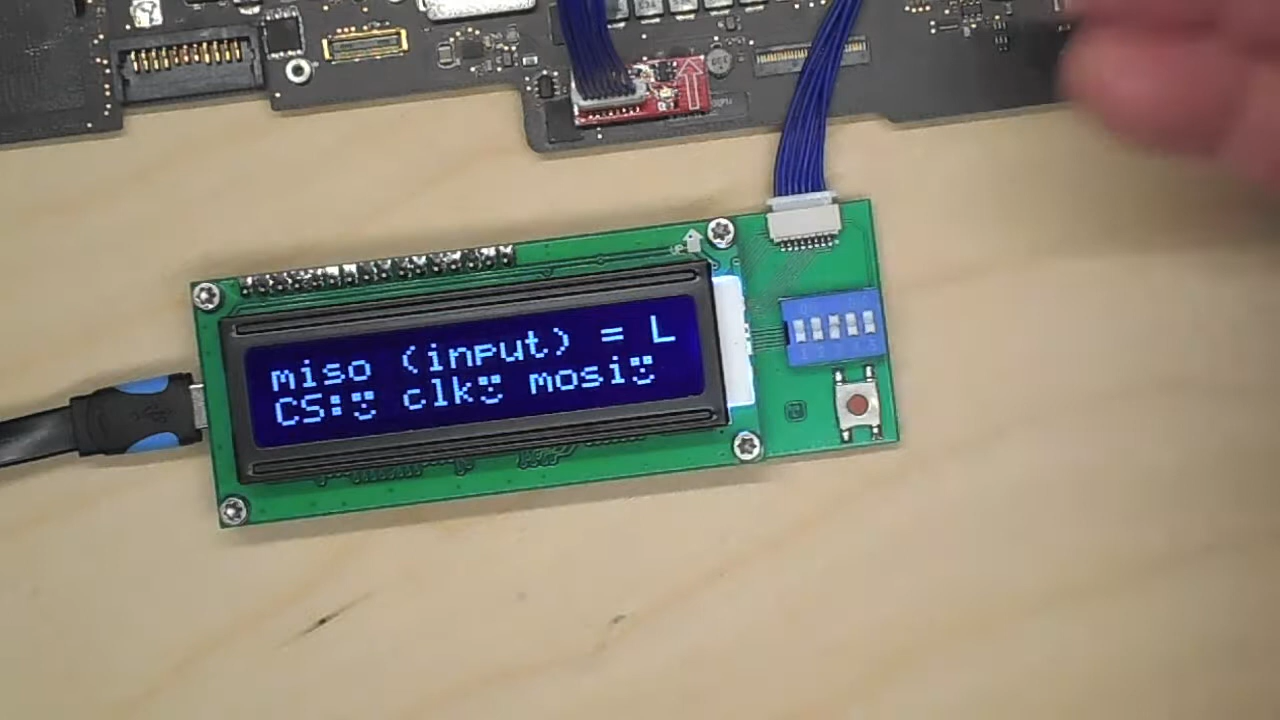 miso (input) = L
CS:🙂 clk🙂 mosi🙂